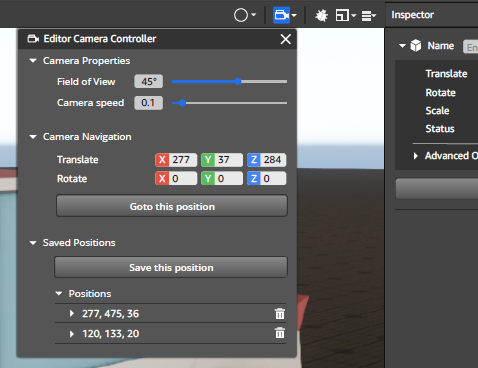 Inspector
Editor Camera Controller
Name
En
Camera Properties
Translate
Field of View 45°
Rotate
Camera speed 0.1
Scale
Status
Camera Navigation
Advanced O
Translate X 277 Y 37 Z 284
Rotate X 0 Y 0 Z 0
Goto this position
Saved Positions
Save this position
Positions
277, 475, 36
120, 133, 20